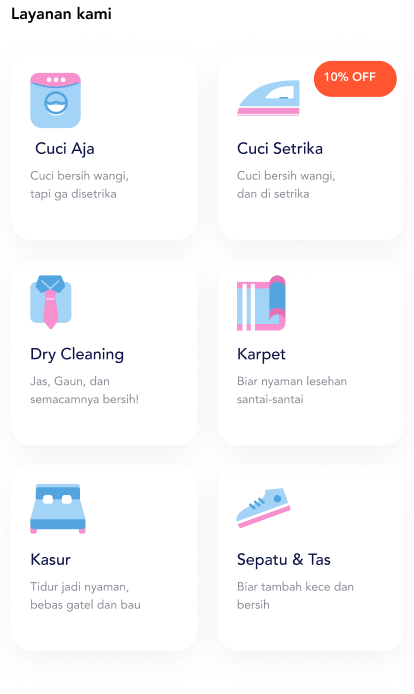 Layanan kami
Cuci Aja
Cuci bersih wangi,
tapi ga disetrika
10% OFF
Cuci Setrika
Cuci bersih wangi,
dan di setrika
Dry Cleaning
Jas, Gaun, dan
semacamnya bersih!
Karpet
Biar nyaman lesehan
santai-santai
Kasur
Tidur jadi nyaman,
bebas gatel dan bau
Sepatu & Tas
Biar tambah kece dan
bersih